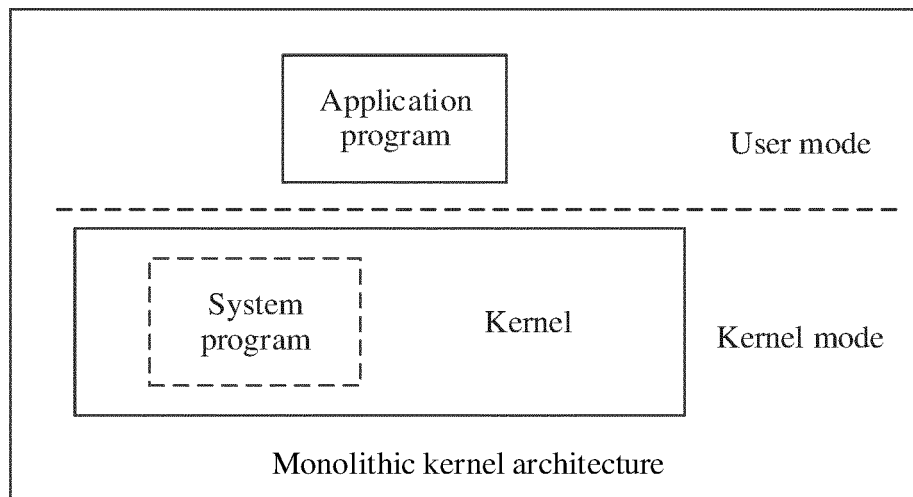 Application
program
User mode
System
program
Kernel
Kernel mode
Monolithic kernel architecture